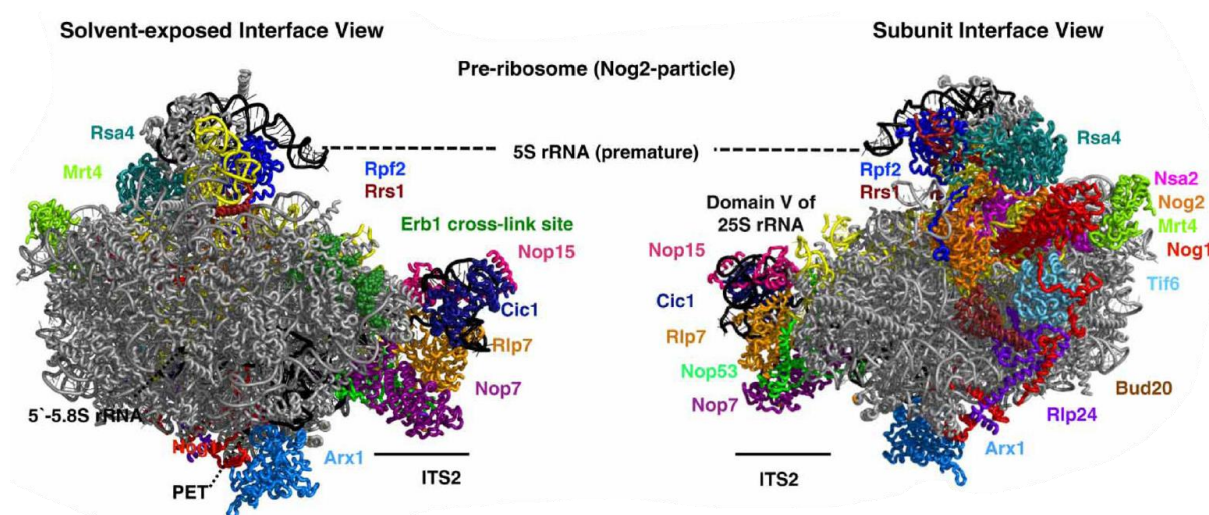 Solvent-exposed Interface View
Subunit Interface View
Pre-ribosome (Nog2-particle)
Rsa4
Mrt4
5S rRNA (premature)
Rpf2
Rrs1
Erb1 cross-link site
Nop15
Cic1
Rlp7
Nop7
5`-5.8S rRNA
Nog1
PET
Arx1
ITS2
Rsa4
Rpf2
Rrs1
Nsa2
Nog2
Mrt4
Nog1
Domain V of
25S rRNA
Nop15
Cic1
Rlp7
Nop53
Nop7
Tif6
Bud20
Rlp24
Arx1
ITS2